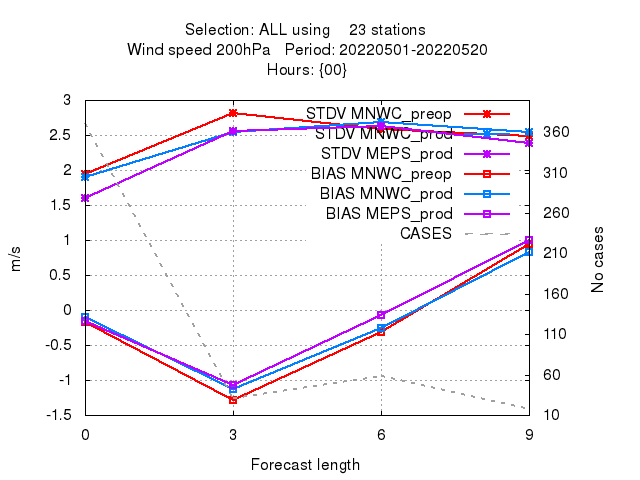 Selection: ALL using 23 stations
Wind speed 200hPa Period: 20220501-20220520
Hours: {00}
3
2.5
2
1.5
1
0.5
0
-0.5
-1
-1.5
m/s
STDV MNWC_preop
STDV MNWC_prod
STDV MEPS_prod
BIAS MNWC_preop
BIAS MNWC_prod
BIAS MEPS_prod
CASES
360
310
260
210
160
110
60
10
No cases
0 3 6 9
Forecast length